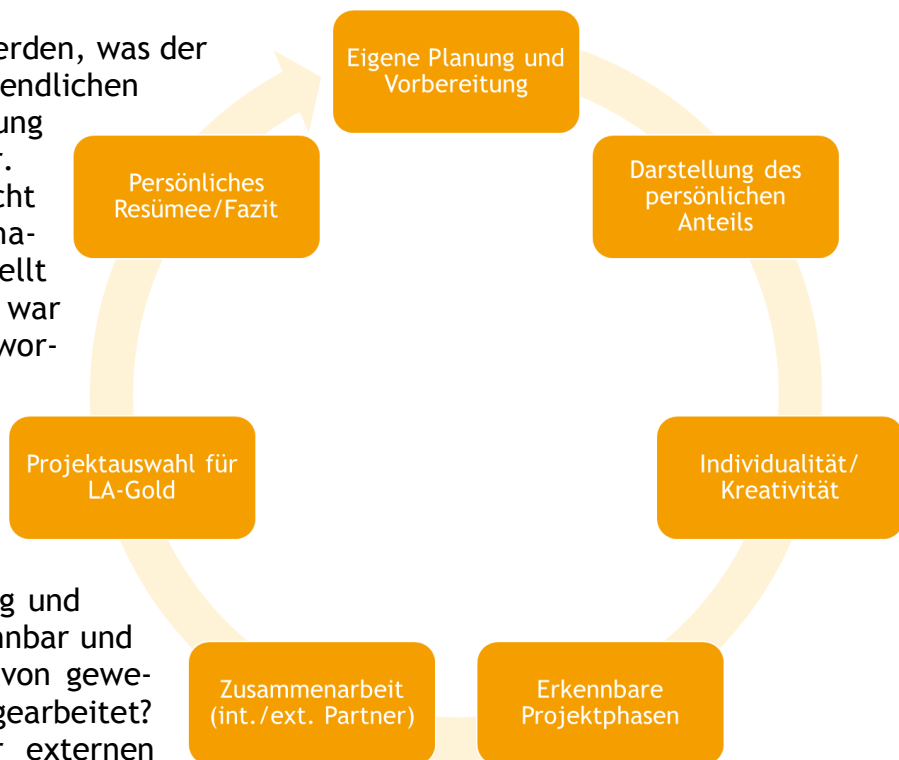 erden, was der
endlichen
ung
r.
cht
na-
ellt
war
wor-
g und
nnbar und
von gewe-
gearbeitet?
r externen
Eigene Planung und
Vorbereitung
Darstellung des
persönlichen
Anteils
Individualität/
Kreativität
Erkennbare
Projektphasen
Zusammenarbeit
(int./ext. Partner)
Projektauswahl für
LA-Gold
Persönliches
Resümee/Fazit